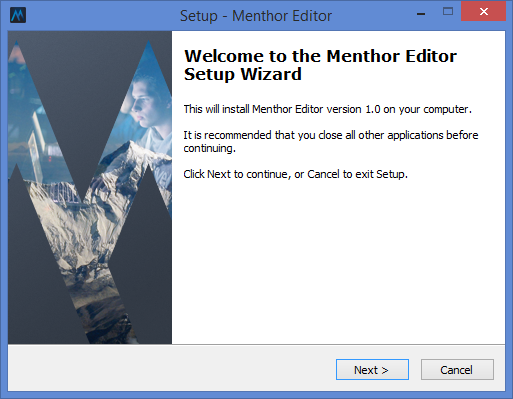 Setup - Menthor Editor
Welcome to the Menthor Editor
Setup Wizard
This will install Menthor Editor version 1.0 on your computer.
It is recommended that you close all other applications before
continuing.
Click Next to continue, or Cancel to exit Setup.
Next >
Cancel